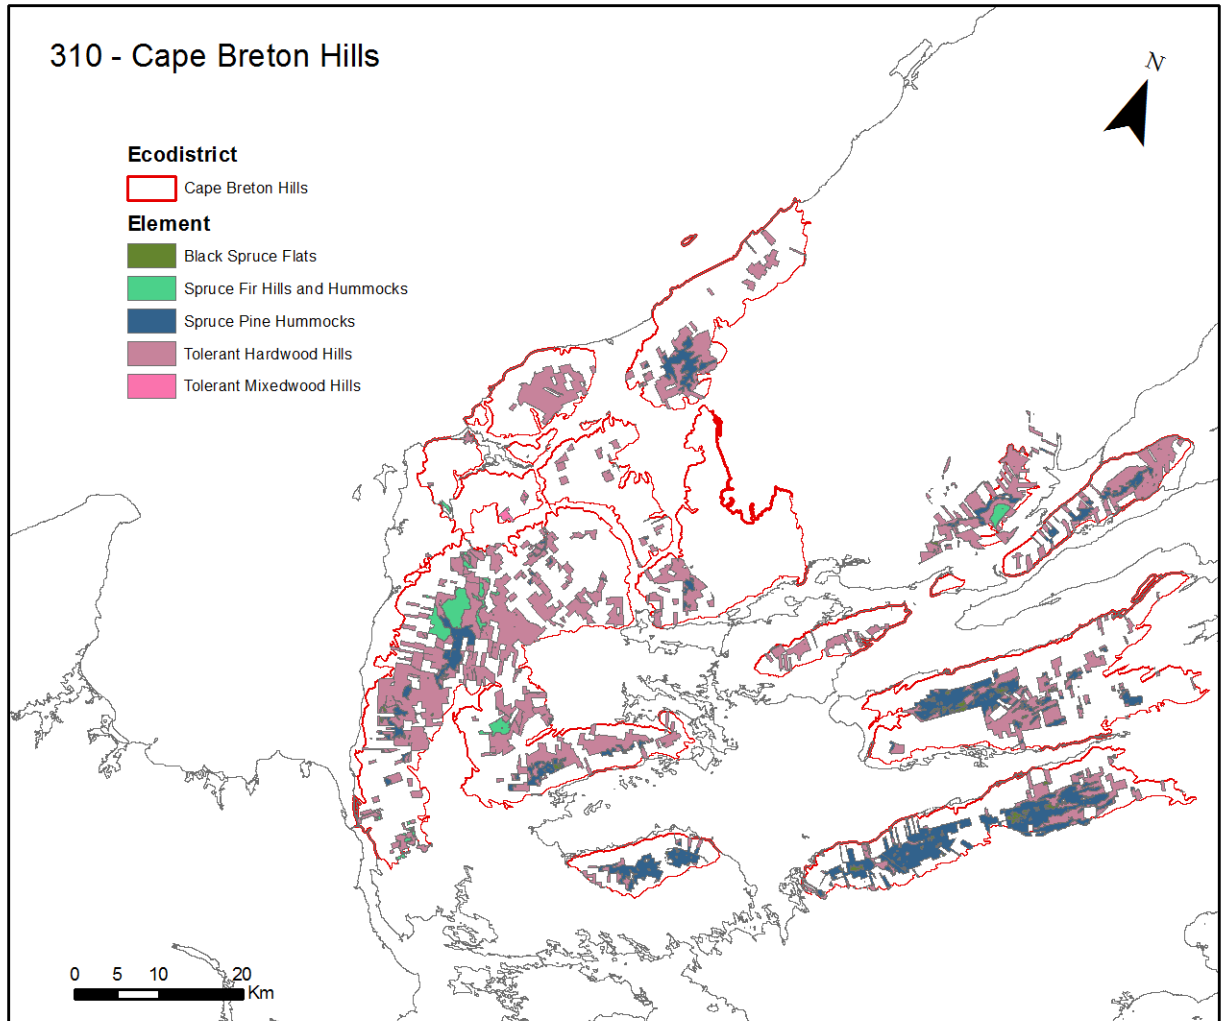 310 - Cape Breton Hills
N
Ecodistrict
Cape Breton Hills
Element
Black Spruce Flats
Spruce Fir Hills and Hummocks
Spruce Pine Hummocks
Tolerant Hardwood Hills
Tolerant Mixedwood Hills
0 5 10 20
Km